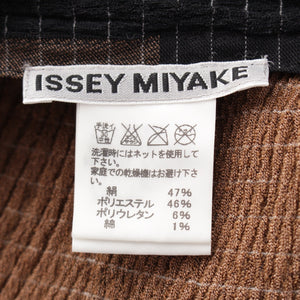 ISSEY MIYAKE
洗濯時にはネットを使用して
下さい。
家庭での乾燥機はお避け下さ
い。
絹 47%
ポリエステル 46%
ポリウレタン 6%
綿 1%